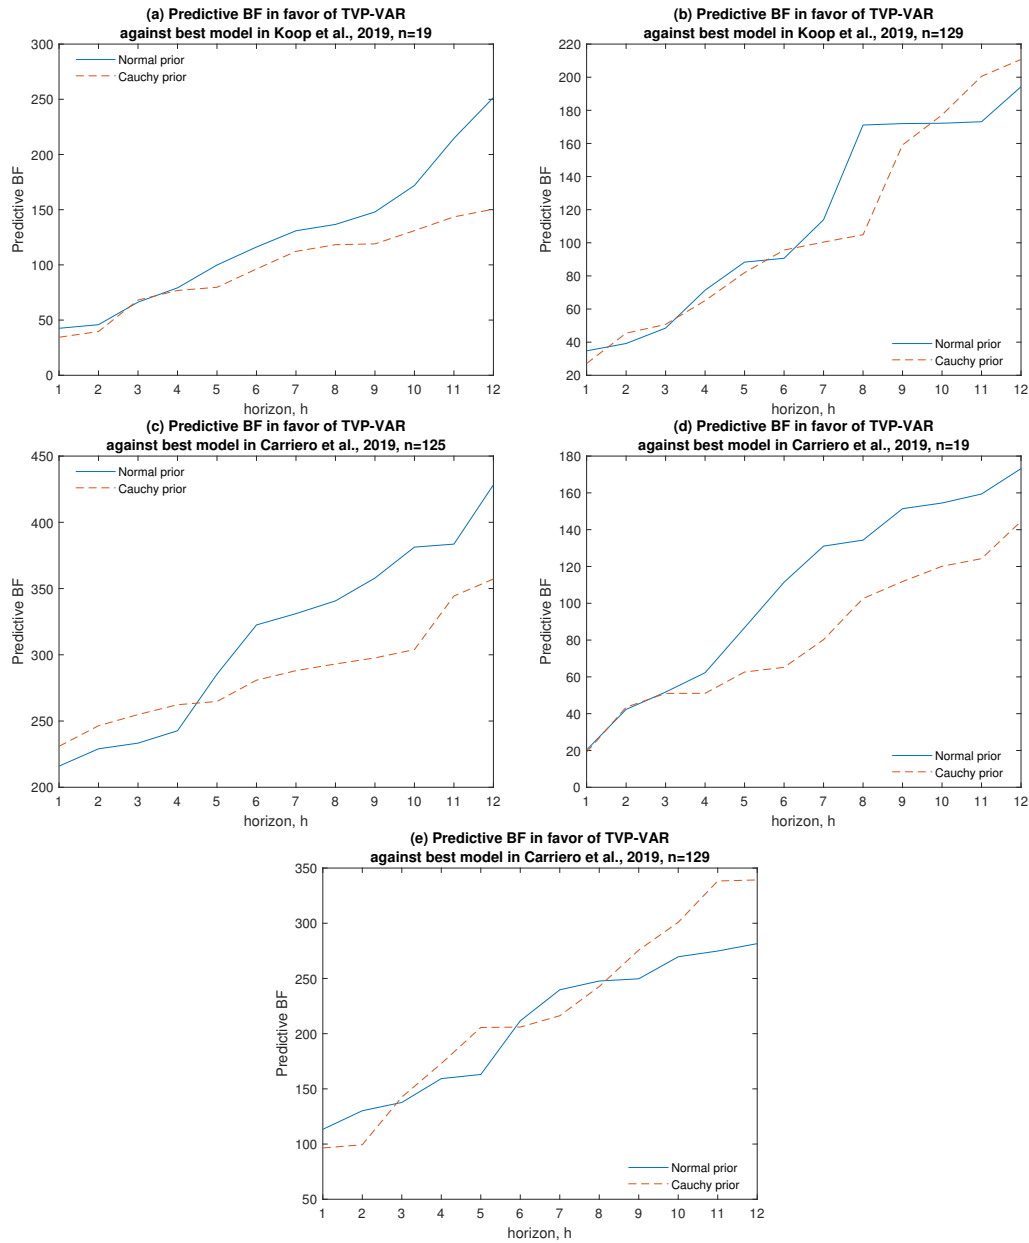 (a) Predictive BF in favor of TVP-VAR
against best model in Koop et al., 2019, n=19
300
250
200
150
100
50
0
Predictive BF
Normal prior
Cauchy prior
1 2 3 4 5 6 7 8 9 10 11 12
horizon, h
(b) Predictive BF in favor of TVP-VAR
against best model in Koop et al., 2019, n=129
220
200
180
160
140
120
100
80
60
40
20
Predictive BF
Normal prior
Cauchy prior
1 2 3 4 5 6 7 8 9 10 11 12
horizon, h
(c) Predictive BF in favor of TVP-VAR
against best model in Carriero et al., 2019, n=125
450
400
350
300
250
200
Predictive BF
Normal prior
Cauchy prior
1 2 3 4 5 6 7 8 9 10 11 12
horizon, h
(d) Predictive BF in favor of TVP-VAR
against best model in Carriero et al., 2019, n=19
180
160
140
120
100
80
60
40
20
0
Predictive BF
Normal prior
Cauchy prior
1 2 3 4 5 6 7 8 9 10 11 12
horizon, h
(e) Predictive BF in favor of TVP-VAR
against best model in Carriero et al., 2019, n=129
350
300
250
200
150
100
50
Predictive BF
Normal prior
Cauchy prior
1 2 3 4 5 6 7 8 9 10 11 12
horizon, h